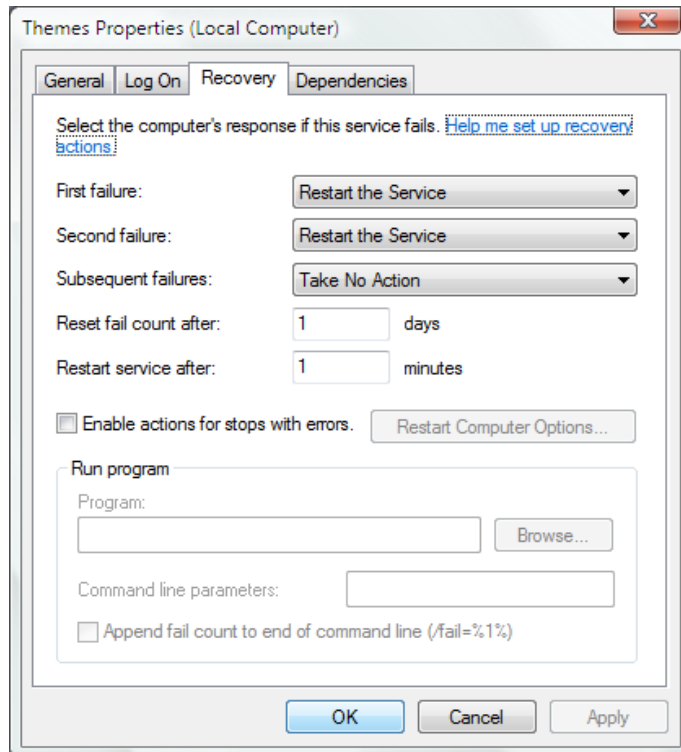 Themes Properties (Local Computer)
General Log On Recovery Dependencies
Select the computer's response if this service fails. Help me set up recovery
actions.
First failure: Restart the Service
Second failure: Restart the Service
Subsequent failures: Take No Action
Reset fail count after: 1 days
Restart service after: 1 minutes
Enable actions for stops with errors. Restart Computer Options...
Run program
Program:
Browse...
Command line parameters:
Append fail count to end of command line (/fail=%1%)
OK Cancel Apply